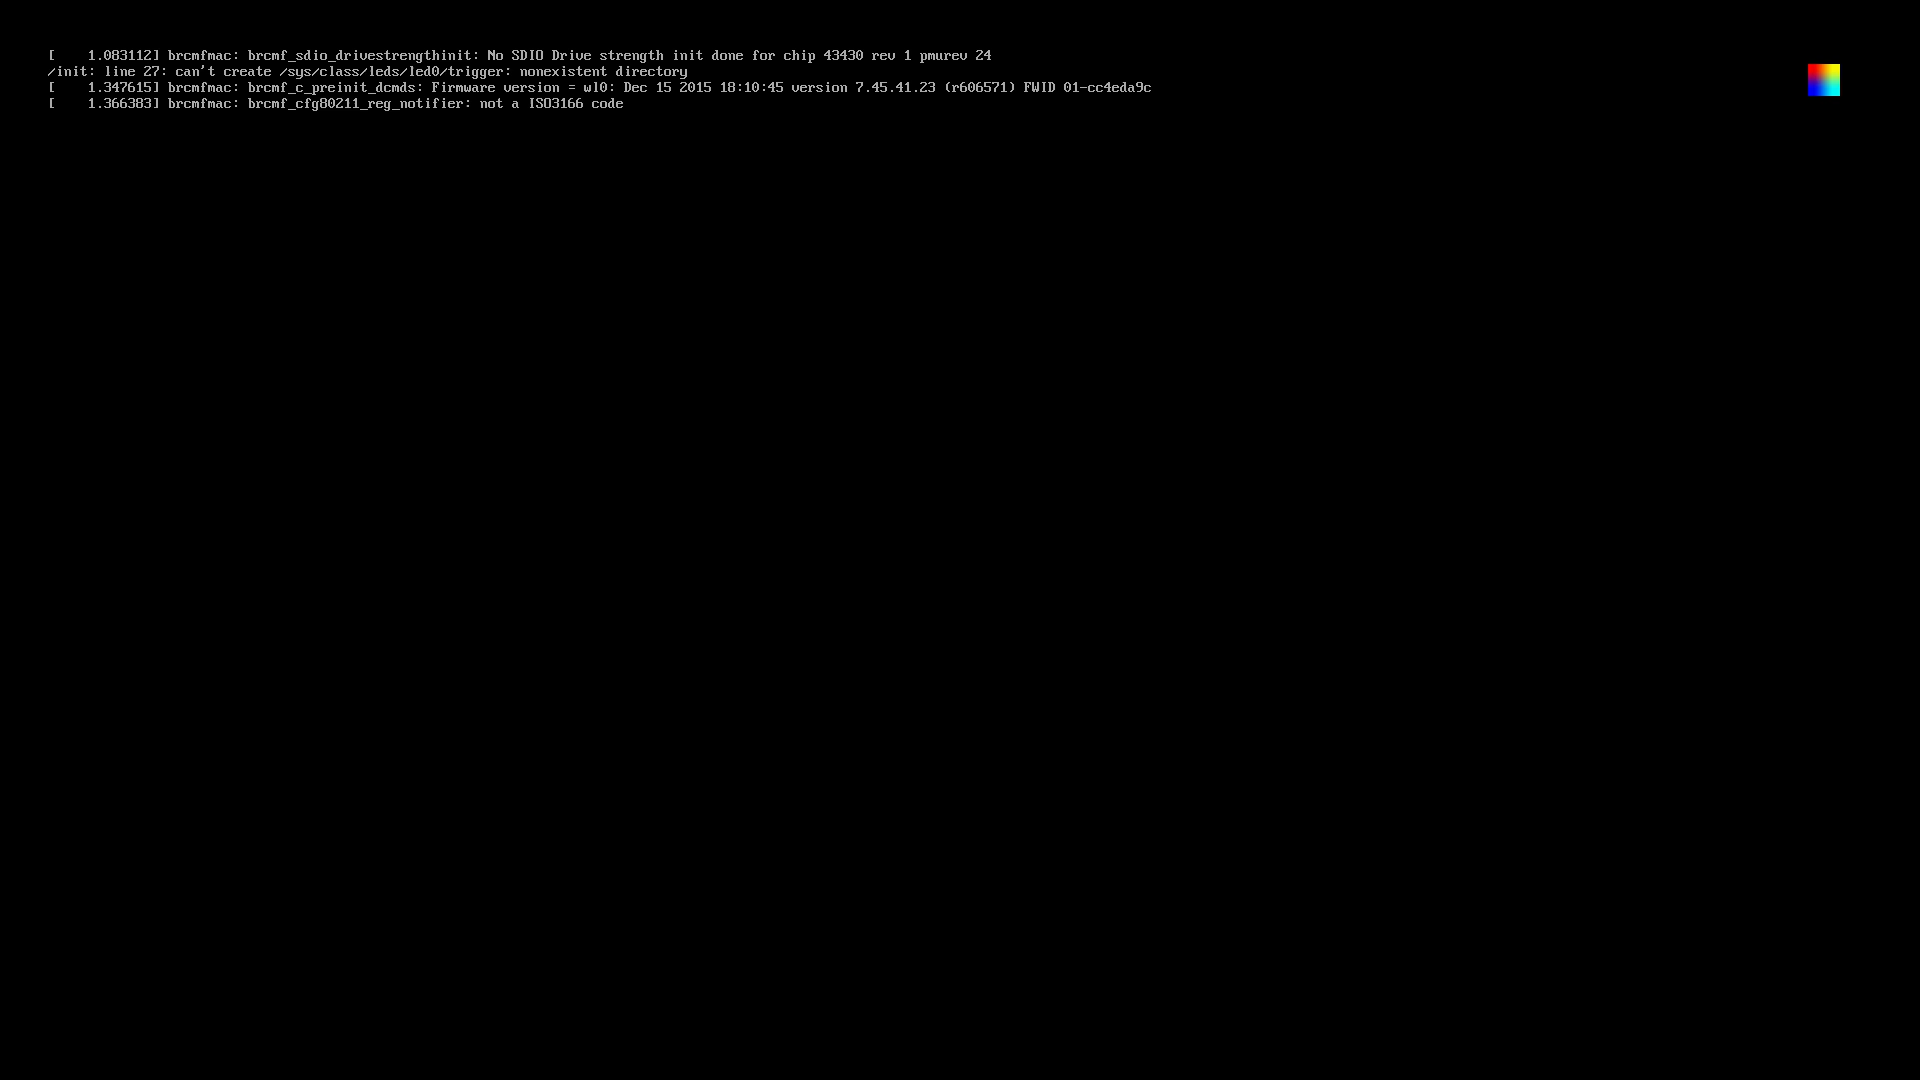 [    1.083112] brcmfmac: brcmf_sdio_drivestrengthinit: No SDIO Drive strength init done for chip 43430 rev 1 pmurev 24
/init: line 27: can't create /sys/class/leds/led0/trigger: nonexistent directory
[    1.347615] brcmfmac: brcmf_c_preinit_dcmds: Firmware version = wl0: Dec 15 2015 18:10:45 version 7.45.41.23 (r606571) FWID 01-cc4eda9c
[    1.366383] brcmfmac: brcmf_cfg80211_reg_notifier: not a ISO3166 code